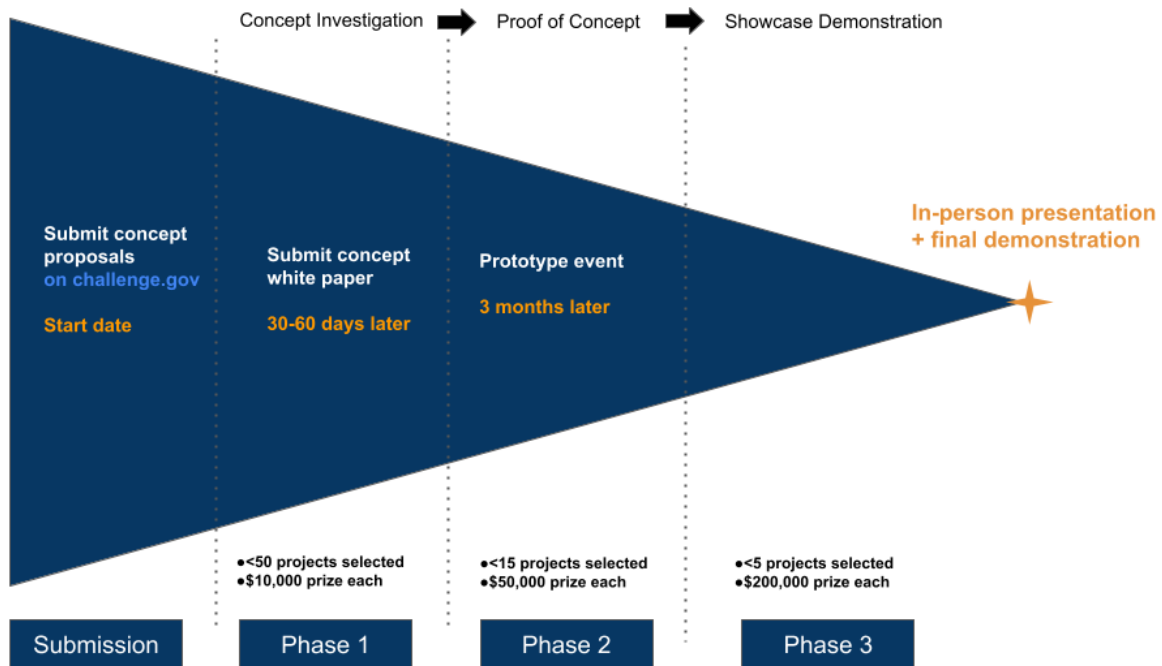 Concept Investigation
Proof of Concept
Showcase Demonstration
Submit concept
proposals
on challenge.gov
Start date
Submit concept
white paper
30-60 days later
Prototype event
3 months later
In-person presentation
+ final demonstration
●<50 projects selected
●$10,000 prize each
●<15 projects selected
●$50,000 prize each
●<5 projects selected
●$200,000 prize each
Submission
Phase 1
Phase 2
Phase 3